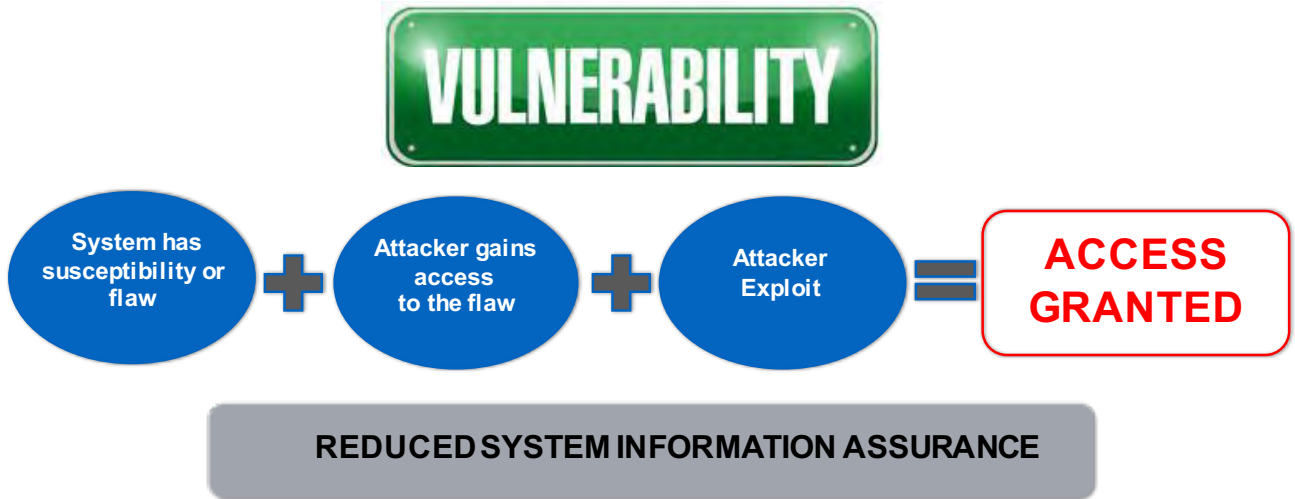 VULNERABILITY
System has
susceptibility or
flaw
Attacker gains
access
to the flaw
Attacker
Exploit
ACCESS
GRANTED
REDUCED SYSTEM INFORMATION ASSURANCE